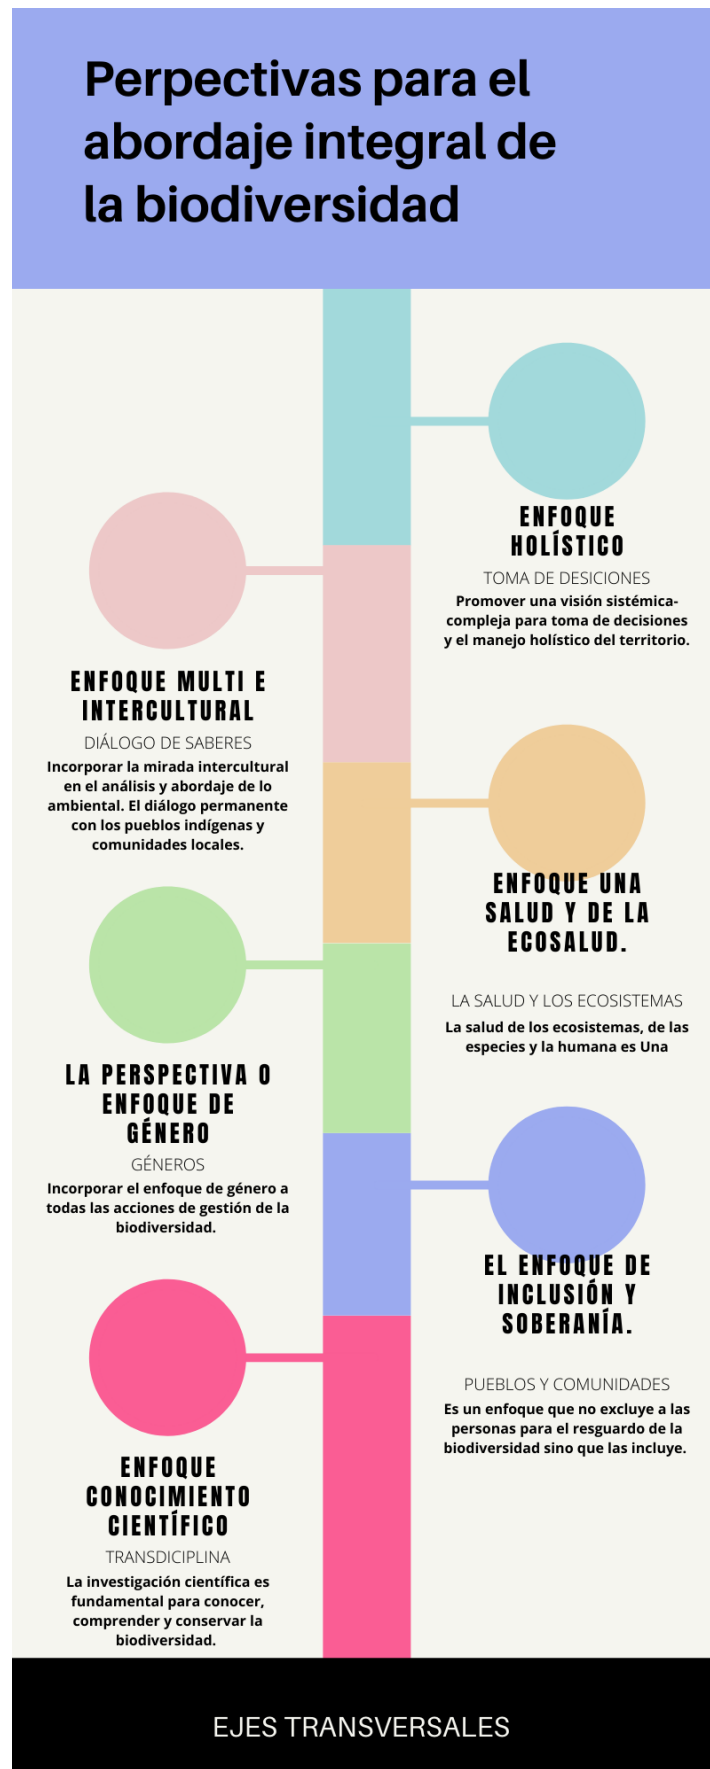 Perpectivas para el
abordaje integral de
la biodiversidad
ENFOQUE
HOLÍSTICO
TOMA DE DESICIONES
Promover una visión sistémica-
compleja para toma de decisiones
y el manejo holístico del territorio.
ENFOQUE MULTI E
INTERCULTURAL
DIÁLOGO DE SABERES
Incorporar la mirada intercultural
en el análisis y abordaje de lo
ambiental. El diálogo permanente
con los pueblos indígenas y
comunidades locales.
ENFOQUE UNA
SALUD Y DE LA
ECOSALUD.
LA SALUD Y LOS ECOSISTEMAS
La salud de los ecosistemas, de las
especies y la humana es Una
LA PERSPECTIVA O
ENFOQUE DE
GÉNERO
GÉNEROS
Incorporar el enfoque de género a
todas las acciones de gestión de la
biodiversidad.
EL ENFOQUE DE
INCLUSIÓN Y
SOBERANÍA.
PUEBLOS Y COMUNIDADES
Es un enfoque que no excluye a las
personas para el resguardo de la
biodiversidad sino que las incluye.
ENFOQUE
CONOCIMIENTO
CIENTÍFICO
TRANSDICIPLINA
La investigación científica es
fundamental para conocer,
comprender y conservar la
biodiversidad.
EJES TRANSVERSALES